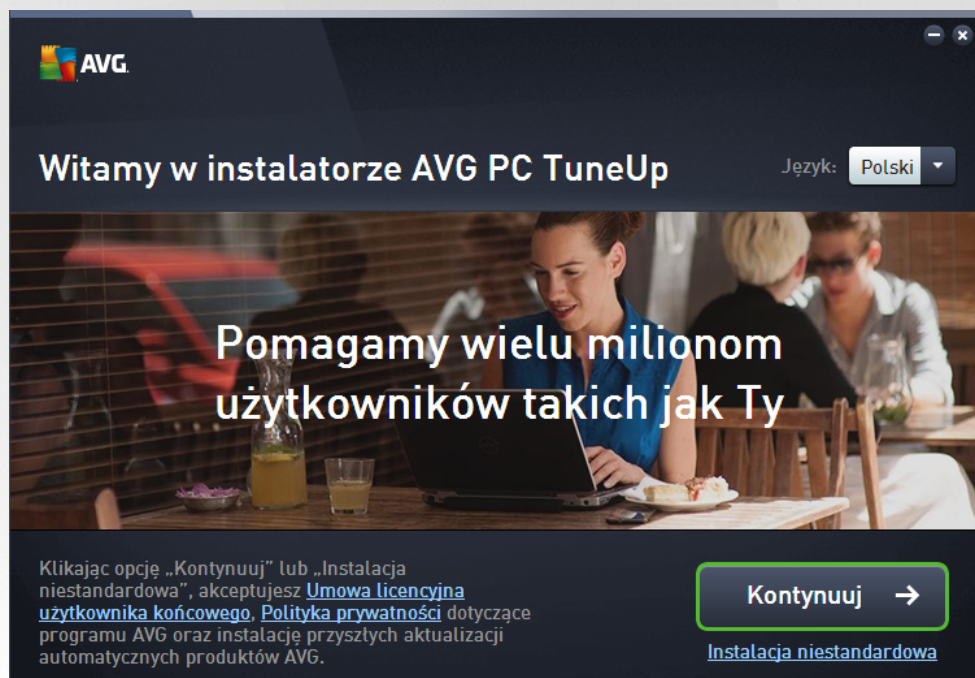 AVG
Witamy w instalatorze AVG PC TuneUp
Język: Polski
Pomagamy wielu milionom
użytkowników takich jak Ty
Klikając opcję „Kontynuuj” lub „Instalacja
niestandardowa”, akceptujesz Umowa licencyjna
użytkownika końcowego, Polityka prywatności dotyczące
programu AVG oraz instalację przyszłych aktualizacji
automatycznych produktów AVG.
Kontynuuj →
Instalacja niestandardowa